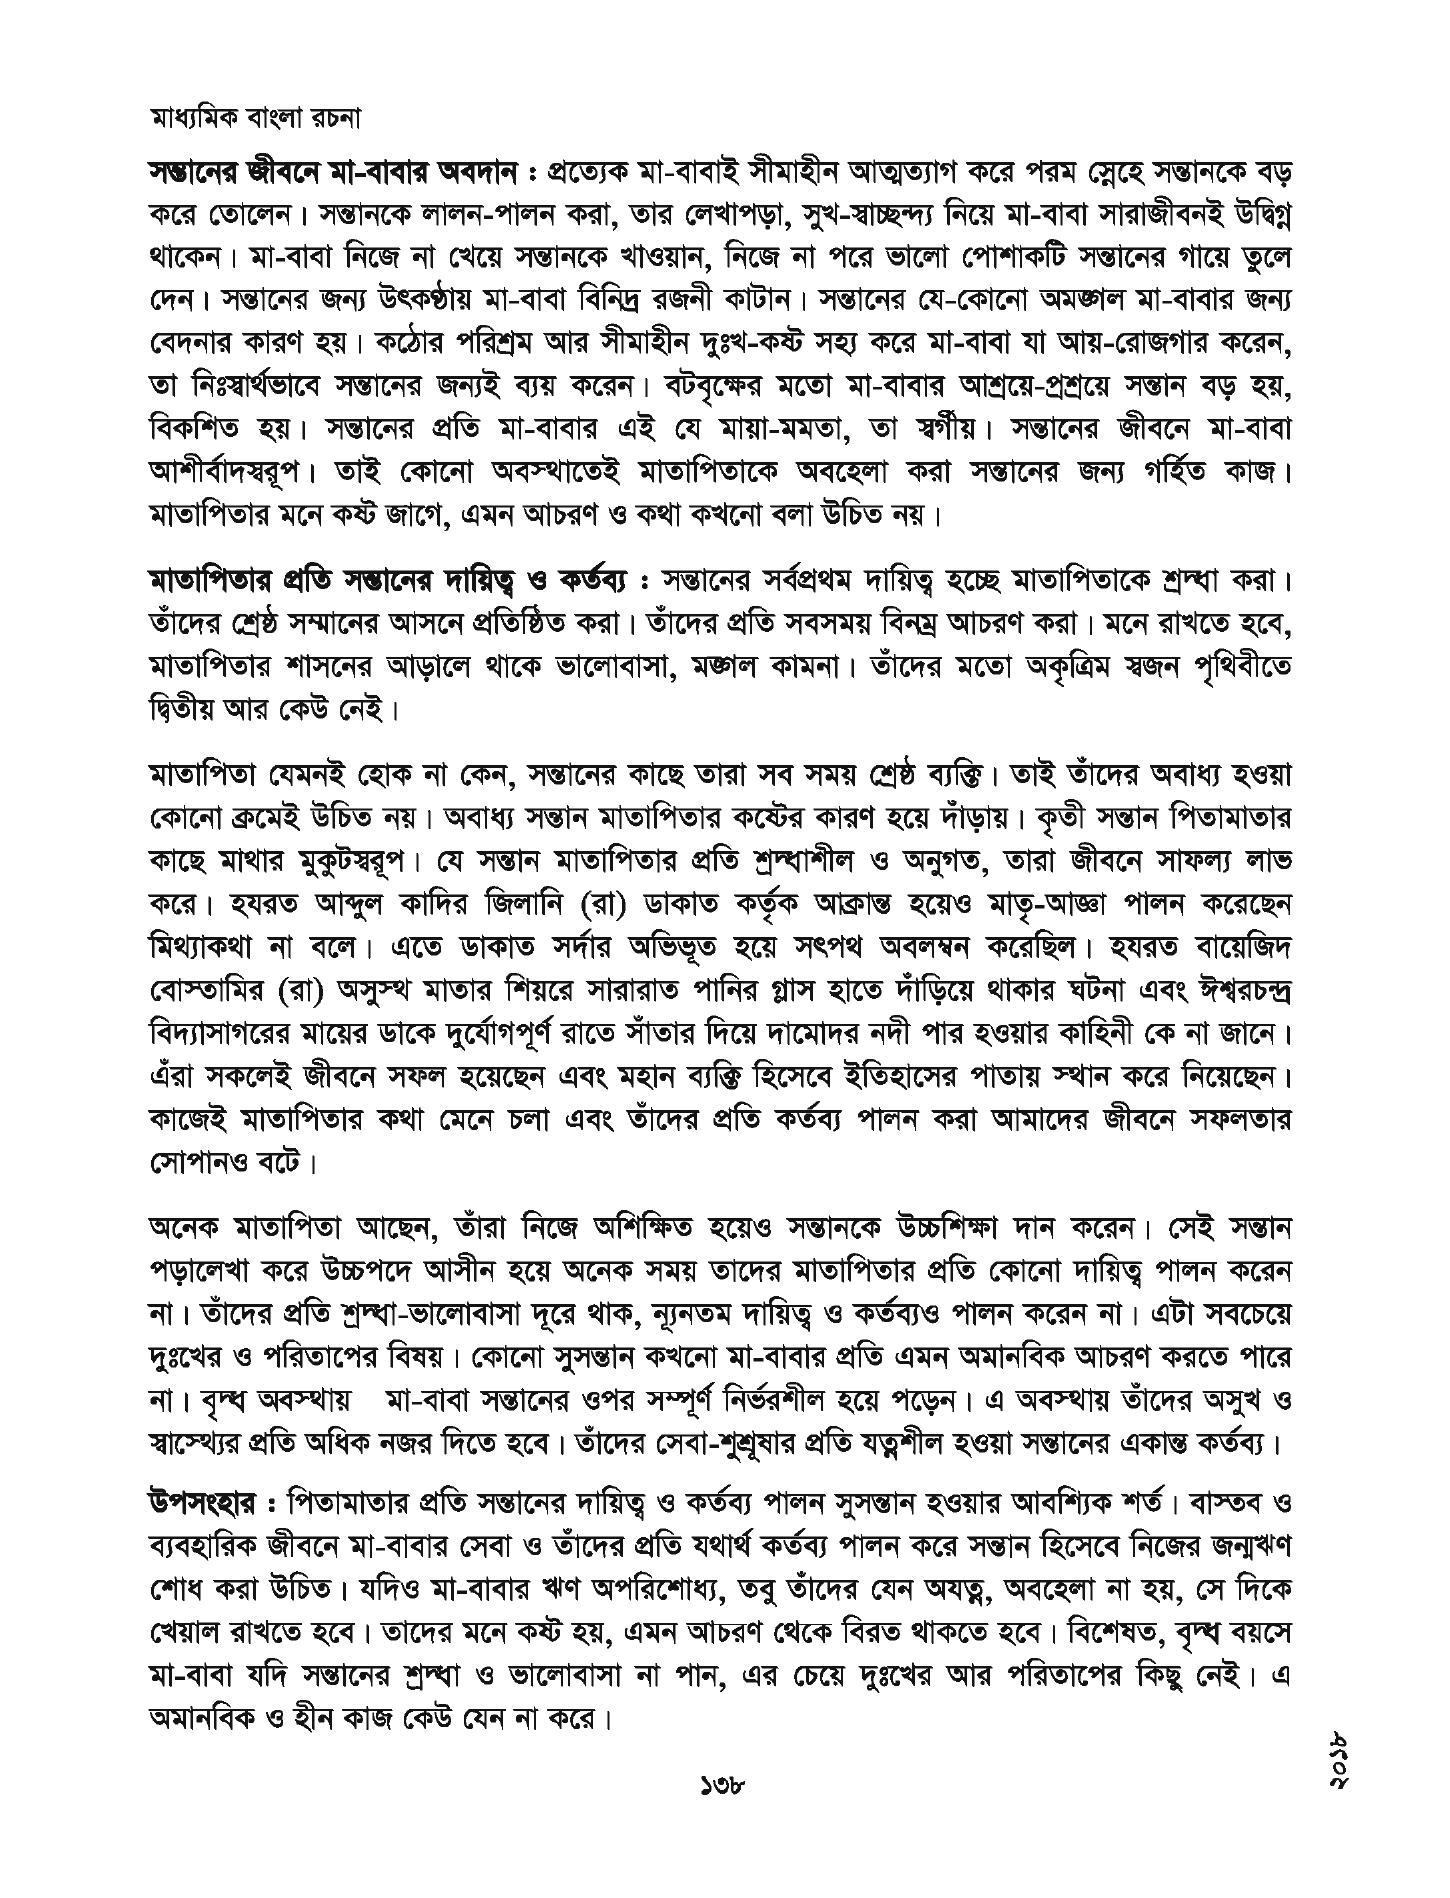 মাধ্যমিক বাংলা রচনা
সন্তানের জীবনে মা-বাবার অবদান : প্রত্যেক মা-বাবাই সীমাহীন আত্মত্যাগ করে পরম স্নেহে সন্তানকে বড়
করে তোলেন। সন্তানকে লালন-পালন করা, তার লেখাপড়া, সুখ-স্বাচ্ছন্দ্য নিয়ে মা-বাবা সারাজীবনই উদ্বিগ্ন
থাকেন। মা-বাবা নিজে না খেয়ে সন্তানকে খাওয়ান, নিজে না পরে ভালো পোশাকটি সন্তানের গায়ে তুলে
দেন। সন্তানের জন্য উৎকণ্ঠায় মা-বাবা বিনিদ্র রজনী কাটান। সন্তানের যে-কোনো অমঙ্গল মা-বাবার জন্য
বেদনার কারণ হয়। কঠোর পরিশ্রম আর সীমাহীন দুঃখ-কষ্ট সহ্য করে মা-বাবা যা আয়-রোজগার করেন,
তা নিঃস্বার্থভাবে সন্তানের জন্যই ব্যয় করেন। বটবৃক্ষের মতো মা-বাবার আশ্রয়ে-প্রশ্রয়ে সন্তান বড় হয়,
বিকশিত হয়। সন্তানের প্রতি মা-বাবার এই যে মায়া-মমতা, তা স্বর্গীয়। সন্তানের জীবনে মা-বাবা
আশীর্বাদস্বরূপ। তাই কোনো অবস্থাতেই মাতাপিতাকে অবহেলা করা সন্তানের জন্য গর্হিত কাজ।
মাতাপিতার মনে কষ্ট জাগে, এমন আচরণ ও কথা কখনো বলা উচিত নয়।
মাতাপিতার প্রতি সন্তানের দায়িত্ব ও কর্তব্য : সন্তানের সর্বপ্রথম দায়িত্ব হচ্ছে মাতাপিতাকে শ্রদ্ধা করা।
তাঁদের শ্রেষ্ঠ সম্মানের আসনে প্রতিষ্ঠিত করা। তাঁদের প্রতি সবসময় বিনম্র আচরণ করা। মনে রাখতে হবে,
মাতাপিতার শাসনের আড়ালে থাকে ভালোবাসা, মঙ্গল কামনা। তাঁদের মতো অকৃত্রিম স্বজন পৃথিবীতে
দ্বিতীয় আর কেউ নেই।
মাতাপিতা যেমনই হোক না কেন, সন্তানের কাছে তারা সব সময় শ্রেষ্ঠ ব্যক্তি। তাই তাঁদের অবাধ্য হওয়া
কোনো ক্রমেই উচিত নয়। অবাধ্য সন্তান মাতাপিতার কষ্টের কারণ হয়ে দাঁড়ায়। কৃতী সন্তান পিতামাতার
কাছে মাথার মুকুটস্বরূপ। যে সন্তান মাতাপিতার প্রতি শ্রদ্ধাশীল ও অনুগত, তারা জীবনে সাফল্য লাভ
করে। হযরত আব্দুল কাদির জিলানি (রা) ডাকাত কর্তৃক আক্রান্ত হয়েও মাতৃ-আজ্ঞা পালন করেছেন
মিথ্যাকথা না বলে। এতে ডাকাত সর্দার অভিভূত হয়ে সৎপথ অবলম্বন করেছিল। হযরত বায়েজিদ
বোস্তামির (রা) অসুস্থ মাতার শিয়রে সারারাত পানির গ্লাস হাতে দাঁড়িয়ে থাকার ঘটনা এবং ঈশ্বরচন্দ্র
বিদ্যাসাগরের মায়ের ডাকে দুর্যোগপূর্ণ রাতে সাঁতার দিয়ে দামোদর নদী পার হওয়ার কাহিনী কে না জানে।
এঁরা সকলেই জীবনে সফল হয়েছেন এবং মহান ব্যক্তি হিসেবে ইতিহাসের পাতায় স্থান করে নিয়েছেন।
কাজেই মাতাপিতার কথা মেনে চলা এবং তাঁদের প্রতি কর্তব্য পালন করা আমাদের জীবনে সফলতার
সোপানও বটে।
অনেক মাতাপিতা আছেন, তাঁরা নিজে অশিক্ষিত হয়েও সন্তানকে উচ্চশিক্ষা দান করেন। সেই সন্তান
পড়ালেখা করে উচ্চপদে আসীন হয়ে অনেক সময় তাদের মাতাপিতার প্রতি কোনো দায়িত্ব পালন করেন
না। তাঁদের প্রতি শ্রদ্ধা-ভালোবাসা দূরে থাক, ন্যূনতম দায়িত্ব ও কর্তব্যও পালন করেন না। এটা সবচেয়ে
দুঃখের ও পরিতাপের বিষয়। কোনো সুসন্তান কখনো মা-বাবার প্রতি এমন অমানবিক আচরণ করতে পারে
না। বৃদ্ধ অবস্থায় মা-বাবা সন্তানের ওপর সম্পূর্ণ নির্ভরশীল হয়ে পড়েন। এ অবস্থায় তাঁদের অসুখ ও
স্বাস্থ্যের প্রতি অধিক নজর দিতে হবে। তাঁদের সেবা-শুশ্রূষার প্রতি যত্নশীল হওয়া সন্তানের একান্ত কর্তব্য।
উপসংহার : পিতামাতার প্রতি সন্তানের দায়িত্ব ও কর্তব্য পালন সুসন্তান হওয়ার আবশ্যিক শর্ত। বাস্তব ও
ব্যবহারিক জীবনে মা-বাবার সেবা ও তাঁদের প্রতি যথার্থ কর্তব্য পালন করে সন্তান হিসেবে নিজের জন্মঋণ
শোধ করা উচিত। যদিও মা-বাবার ঋণ অপরিশোধ্য, তবু তাঁদের যেন অযত্ন, অবহেলা না হয়, সে দিকে
খেয়াল রাখতে হবে। তাদের মনে কষ্ট হয়, এমন আচরণ থেকে বিরত থাকতে হবে। বিশেষত, বৃদ্ধ বয়সে
মা-বাবা যদি সন্তানের শ্রদ্ধা ও ভালোবাসা না পান, এর চেয়ে দুঃখের আর পরিতাপের কিছু নেই। এ
অমানবিক ও হীন কাজ কেউ যেন না করে।
১৩৮
২০১৮